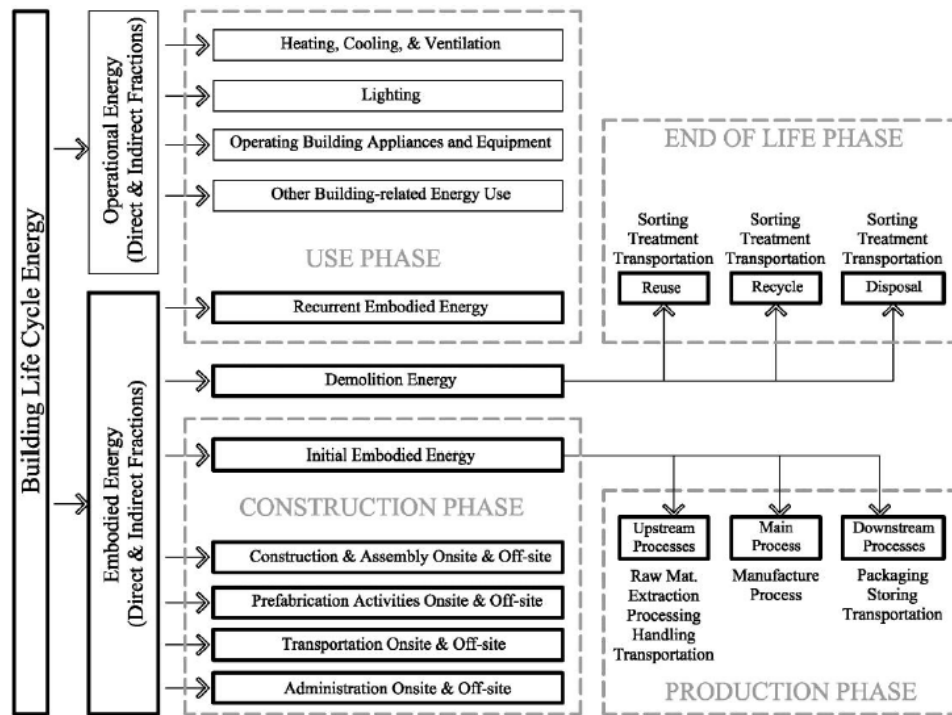 Building Life Cycle Energy
Operational Energy
(Direct & Indirect Fractions)
Heating, Cooling, & Ventilation
Lighting
Operating Building Appliances and Equipment
Other Building-related Energy Use
USE PHASE
Embodied Energy
(Direct & Indirect Fractions)
Recurrent Embodied Energy
Demolition Energy
END OF LIFE PHASE
Sorting
Treatment
Transportation
Reuse
Sorting
Treatment
Transportation
Recycle
Sorting
Treatment
Transportation
Disposal
Initial Embodied Energy
CONSTRUCTION PHASE
Construction & Assembly Onsite & Off-site
Prefabrication Activities Onsite & Off-site
Transportation Onsite & Off-site
Administration Onsite & Off-site
Upstream
Processes
Raw Mat.
Extraction
Processing
Handling
Transportation
Main
Process
Manufacture
Process
Downstream
Processes
Packaging
Storing
Transportation
PRODUCTION PHASE